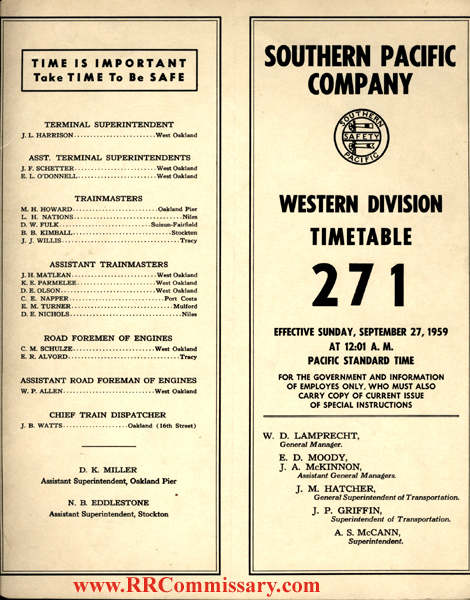 TIME IS IMPORTANT
Take TIME To Be SAFE
TERMINAL SUPERINTENDENT
J. L. HARRISON West Oakland
ASST. TERMINAL SUPERINTENDENTS
J. F. SCHETTER West Oakland
E. L. O'DONNELL West Oakland
TRAINMASTERS
M. H. HOWARD Oakland Pier
L. H. NATIONS Niles
D. W. FULK Suisun-Fairfield
B. B. KIMBALL Stockton
J. J. WILLIS Tracy
ASSISTANT TRAINMASTERS
J. H. MATLEAN West Oakland
K. E. PARMELEE West Oakland
D. E. OLSON West Oakland
C. E. NAPPER Port Costa
E. M. TURNER Mulford
D. E. NICHOLS Niles
ROAD FOREMEN OF ENGINES
C. M. SCHULZE West Oakland
E. R. ALVORD Tracy
ASSISTANT ROAD FOREMAN OF ENGINES
W. P. ALLEN West Oakland
CHIEF TRAIN DISPATCHER
J. B. WATTS Oakland (16th Street)
D. K. MILLER
Assistant Superintendent, Oakland Pier
N. B. EDDLESTONE
Assistant Superintendent, Stockton
SOUTHERN PACIFIC
COMPANY
SOUTHERN
SAFETY
PACIFIC
WESTERN DIVISION
TIMETABLE
271
EFFECTIVE SUNDAY, SEPTEMBER 27, 1959
AT 12:01 A. M.
PACIFIC STANDARD TIME
FOR THE GOVERNMENT AND INFORMATION
OF EMPLOYES ONLY, WHO MUST ALSO
CARRY COPY OF CURRENT ISSUE
OF SPECIAL INSTRUCTIONS
W. D. LAMPRECHT,
General Manager.
E. D. MOODY,
J. A. McKINNON,
Assistant General Managers.
J. M. HATCHER,
General Superintendent of Transportation.
J. P. GRIFFIN,
Superintendent of Transportation.
A. S. McCANN,
Superintendent.
www.RRCommissary.com